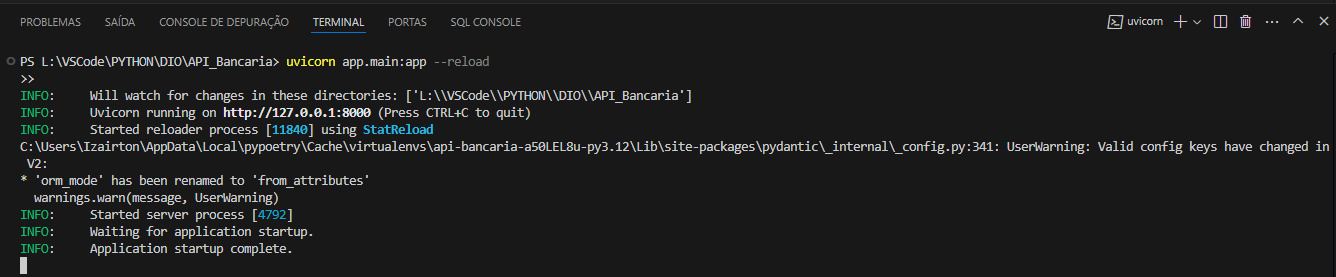 PROBLEMAS SAÍDA CONSOLE DE DEPURAÇÃO TERMINAL PORTAS SQL CONSOLE uvicorn
PS L:\VSCode\PYTHON\DIO\API_Bancaria> uvicorn app.main:app --reload
>>
INFO: Will watch for changes in these directories: ['L:\\VSCode\\PYTHON\\DIO\\API_Bancaria']
INFO: Uvicorn running on http://127.0.0.1:8000 (Press CTRL+C to quit)
INFO: Started reloader process [11840] using StatReload
C:\Users\Izairton\AppData\Local\pypoetry\Cache\virtualenvs\api-bancaria-a50LEL8u-py3.12\Lib\site-packages\pydantic\_internal\_config.py:341: UserWarning: Valid config keys have changed in
V2:
* 'orm_mode' has been renamed to 'from_attributes'
warnings.warn(message, UserWarning)
INFO: Started server process [4792]
INFO: Waiting for application startup.
INFO: Application startup complete.